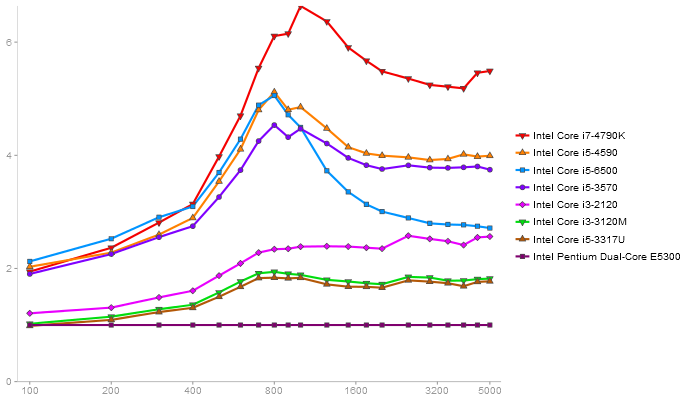 6
4
2
0
100
200
400
800
1600
3200
5000
Intel Core i7-4790K
Intel Core i5-4590
Intel Core i5-6500
Intel Core i5-3570
Intel Core i3-2120
Intel Core i3-3120M
Intel Core i5-3317U
Intel Pentium Dual-Core E5300